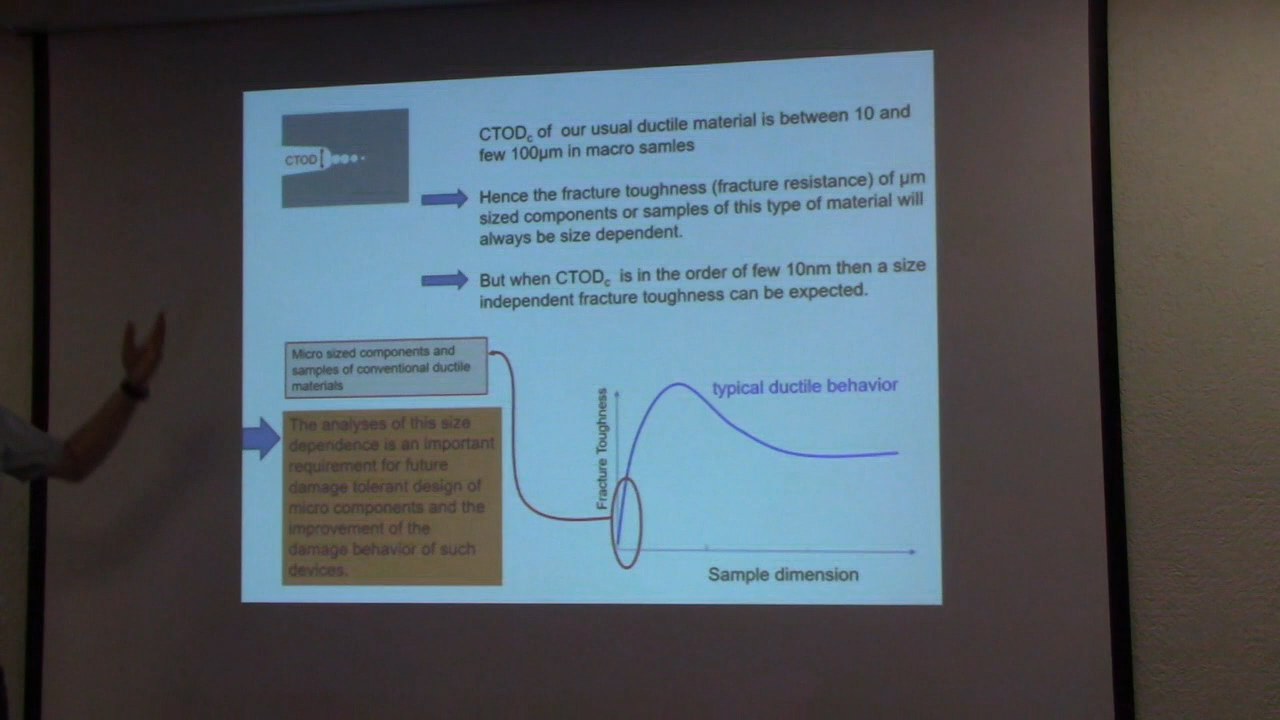 CTOD
CTODc of our usual ductile material is between 10 and
few 100µm in macro samles
Hence the fracture toughness (fracture resistance) of µm
sized components or samples of this type of material will
always be size dependent.
But when CTODc is in the order of few 10nm then a size
independent fracture toughness can be expected.
Micro sized components and
samples of conventional ductile
materials
The analyses of this size
dependence is an important
requirement for future
damage tolerant design of
micro components and the
improvement of the
damage behavior of such
devices.
Fracture Toughness
typical ductile behavior
Sample dimension